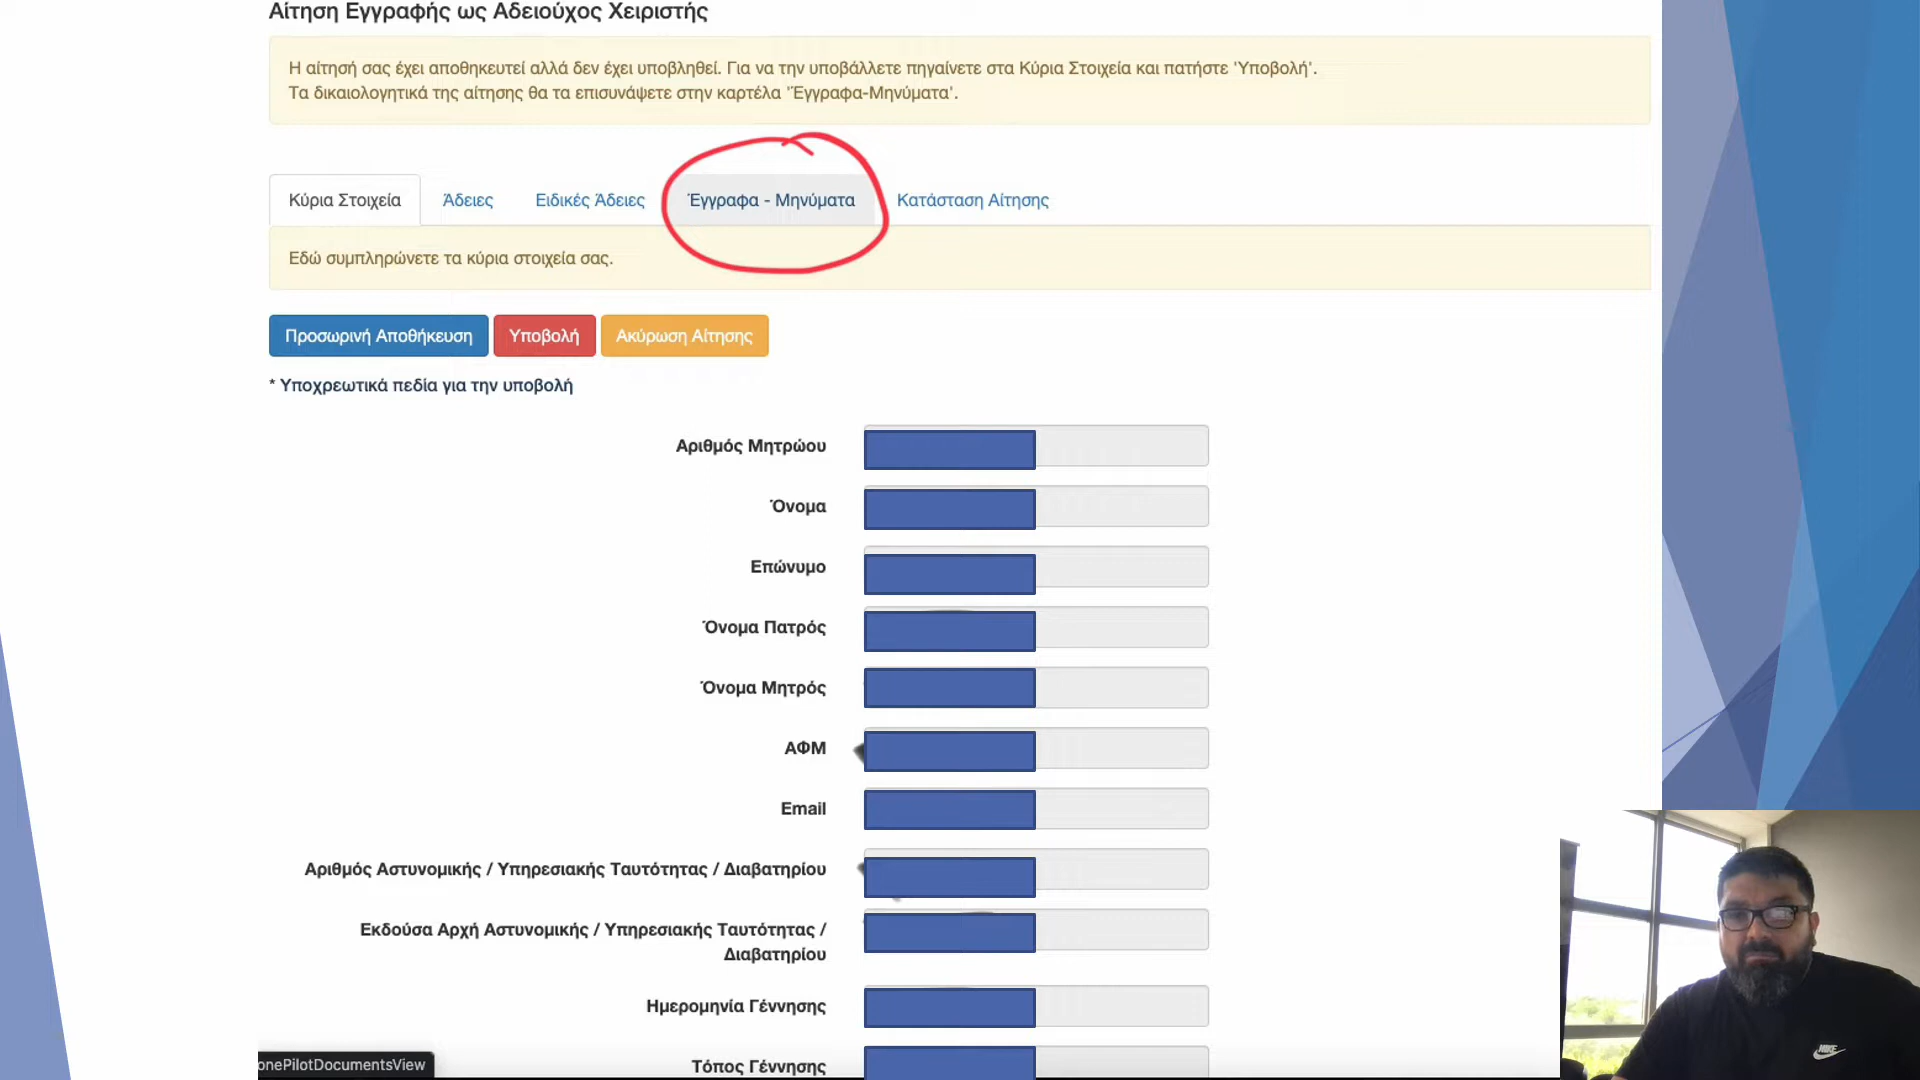 Αίτηση Εγγραφής ως Αδειούχος Χειριστής
Η αίτησή σας έχει αποθηκευτεί αλλά δεν έχει υποβληθεί. Για να την υποβάλλετε πηγαίνετε στα Κύρια Στοιχεία και πατήστε 'Υποβολή'.
Τα δικαιολογητικά της αίτησης θα τα επισυνάψετε στην καρτέλα 'Έγγραφα-Μηνύματα'.
Κύρια Στοιχεία Άδειες Ειδικές Άδειες Έγγραφα - Μηνύματα Κατάσταση Αίτησης
Εδώ συμπληρώνετε τα κύρια στοιχεία σας.
Προσωρινή Αποθήκευση Υποβολή Ακύρωση Αίτησης
* Υποχρεωτικά πεδία για την υποβολή
Αριθμός Μητρώου
Όνομα
Επώνυμο
Όνομα Πατρός
Όνομα Μητρός
ΑΦΜ
Email
Αριθμός Αστυνομικής / Υπηρεσιακής Ταυτότητας / Διαβατηρίου
Εκδούσα Αρχή Αστυνομικής / Υπηρεσιακής Ταυτότητας /
Διαβατηρίου
Ημερομηνία Γέννησης
Τόπος Γέννησης
onePilotDocumentsView
NIKE